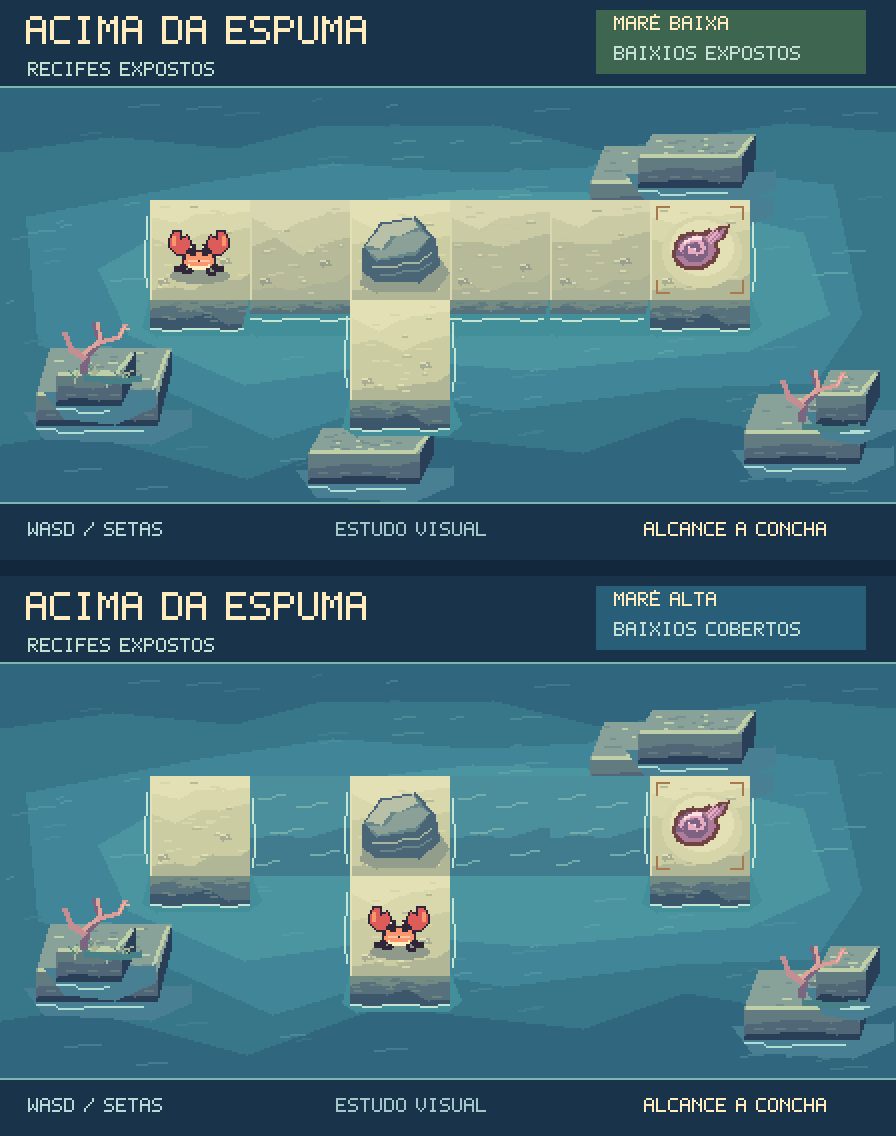 ACIMA DA ESPUMA
RECIFES EXPOSTOS
MARÉ BAIXA
BAIXIOS EXPOSTOS
WASD / SETAS
ESTUDO VISUAL
ALCANCE A CONCHA
ACIMA DA ESPUMA
RECIFES EXPOSTOS
MARÉ ALTA
BAIXIOS COBERTOS
WASD / SETAS
ESTUDO VISUAL
ALCANCE A CONCHA